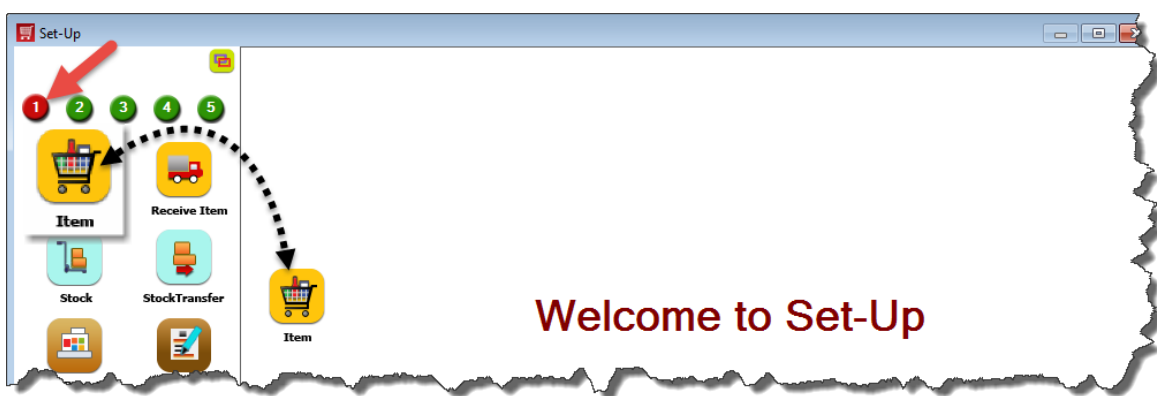 Set-Up
1 2 3 4 5
Item
Receive Item
Stock
StockTransfer
Item
Welcome to Set-Up